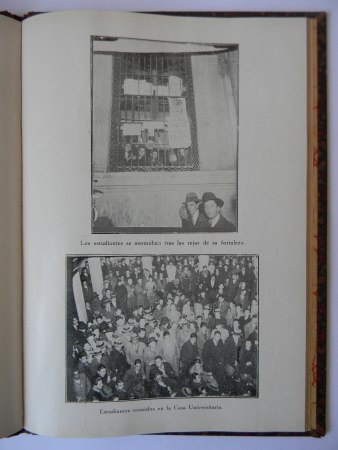 Los estudiantes se asomaban tras las rejas de su fortaleza.
Estudiantes reunidos en la Casa Universitaria.